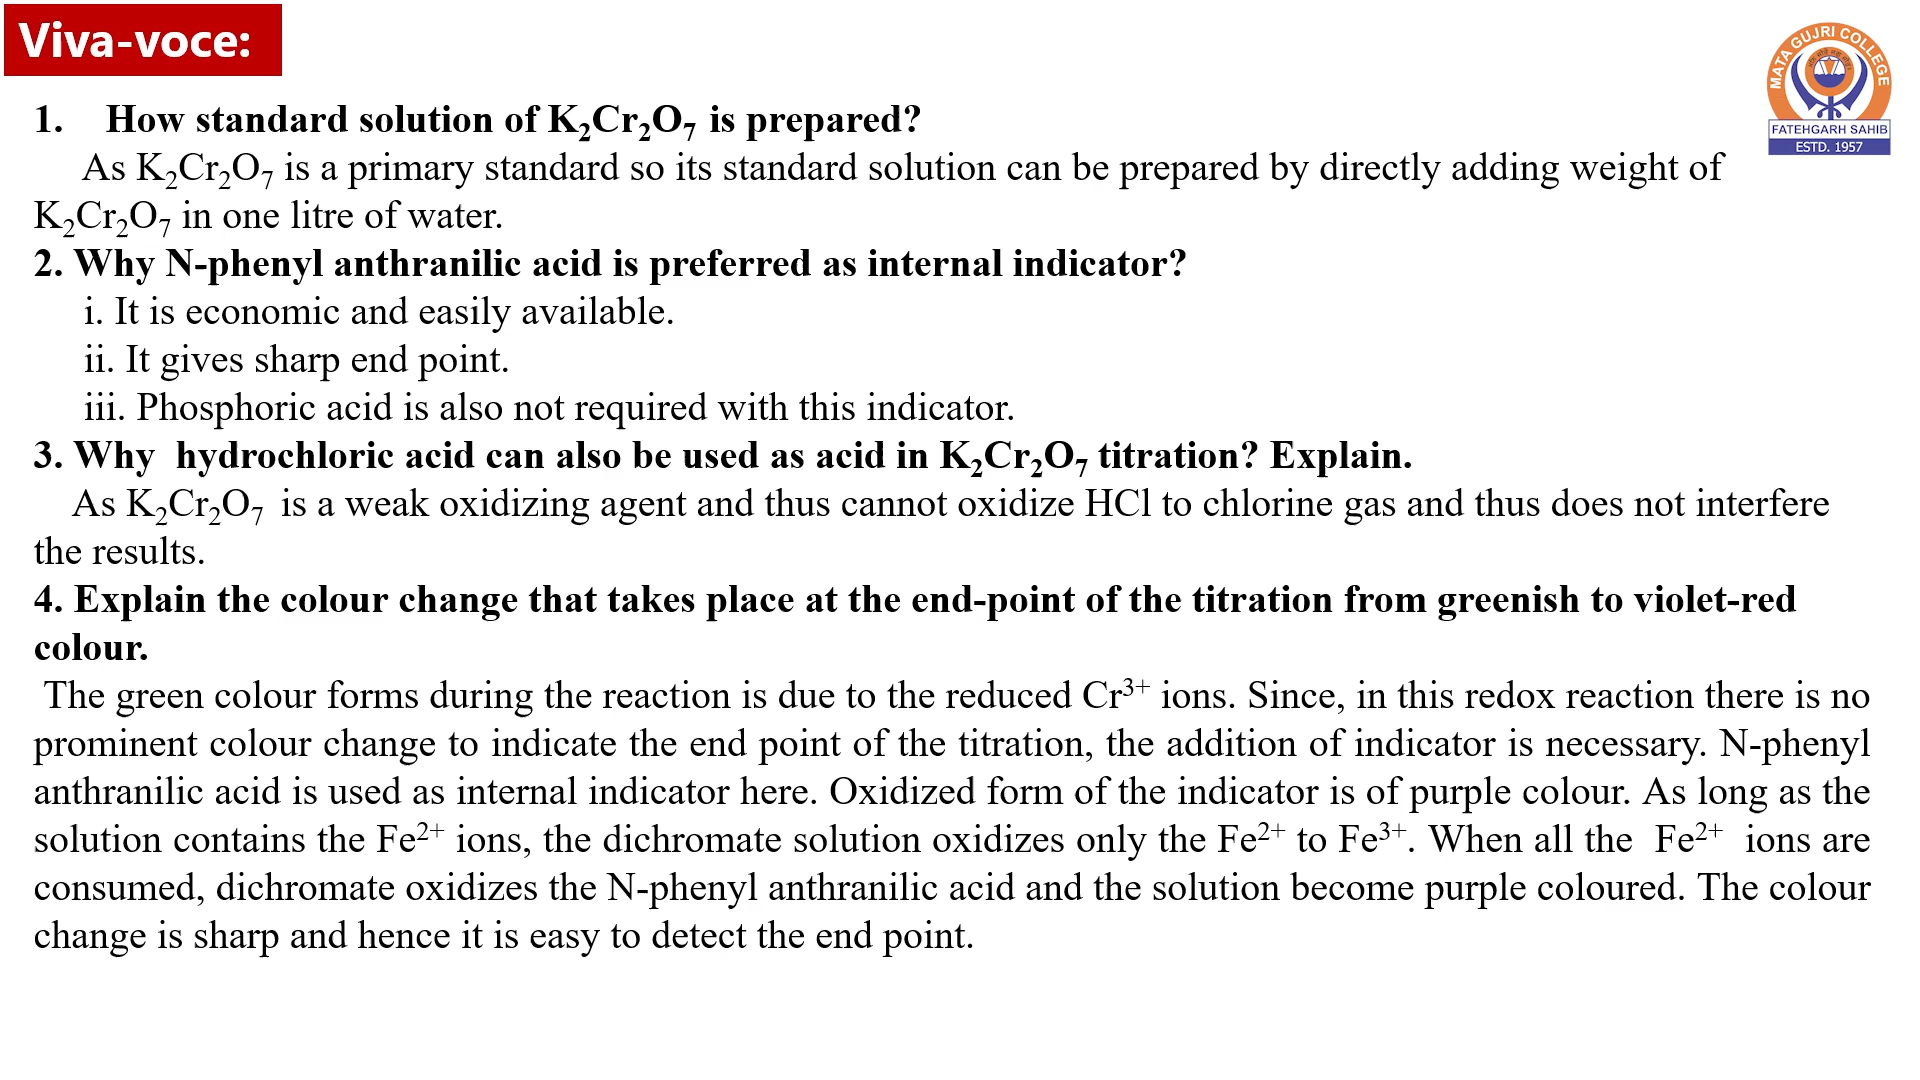 Viva-voce:
MATA GUJRI COLLEGE
FATEHGARH SAHIB
ESTD. 1957
1. How standard solution of K₂Cr₂O₇ is prepared?
As K₂Cr₂O₇ is a primary standard so its standard solution can be prepared by directly adding weight of
K₂Cr₂O₇ in one litre of water.
2. Why N-phenyl anthranilic acid is preferred as internal indicator?
i. It is economic and easily available.
ii. It gives sharp end point.
iii. Phosphoric acid is also not required with this indicator.
3. Why  hydrochloric acid can also be used as acid in K₂Cr₂O₇ titration? Explain.
As K₂Cr₂O₇  is a weak oxidizing agent and thus cannot oxidize HCl to chlorine gas and thus does not interfere
the results.
4. Explain the colour change that takes place at the end-point of the titration from greenish to violet-red
colour.
The green colour forms during the reaction is due to the reduced Cr³⁺ ions. Since, in this redox reaction there is no
prominent colour change to indicate the end point of the titration, the addition of indicator is necessary. N-phenyl
anthranilic acid is used as internal indicator here. Oxidized form of the indicator is of purple colour. As long as the
solution contains the Fe²⁺ ions, the dichromate solution oxidizes only the Fe²⁺ to Fe³⁺. When all the  Fe²⁺  ions are
consumed, dichromate oxidizes the N-phenyl anthranilic acid and the solution become purple coloured. The colour
change is sharp and hence it is easy to detect the end point.